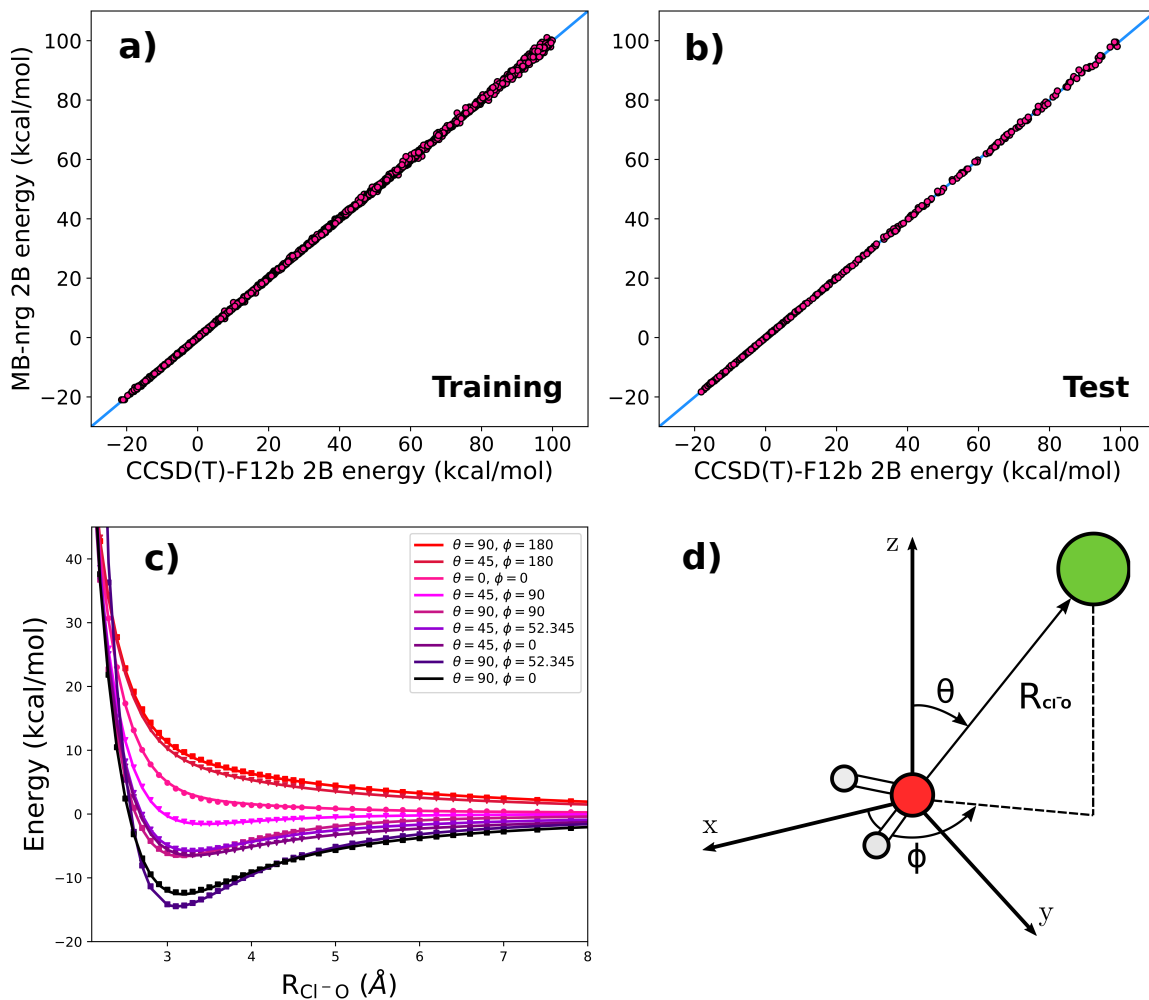 a)
100
80
60
40
20
0
−20
MB-nrg 2B energy (kcal/mol)
Training
−20 0 20 40 60 80 100
CCSD(T)-F12b 2B energy (kcal/mol)
b)
100
80
60
40
20
0
−20
Test
−20 0 20 40 60 80 100
CCSD(T)-F12b 2B energy (kcal/mol)
c)
40
30
20
10
0
−10
−20
Energy (kcal/mol)
θ = 90, ϕ = 180
θ = 45, ϕ = 180
θ = 0, ϕ = 0
θ = 45, ϕ = 90
θ = 90, ϕ = 90
θ = 45, ϕ = 52.345
θ = 45, ϕ = 0
θ = 90, ϕ = 52.345
θ = 90, ϕ = 0
3 4 5 6 7 8
R Cl⁻O (Å)
d)
z
θ
R Cl⁻O
x
ϕ
y